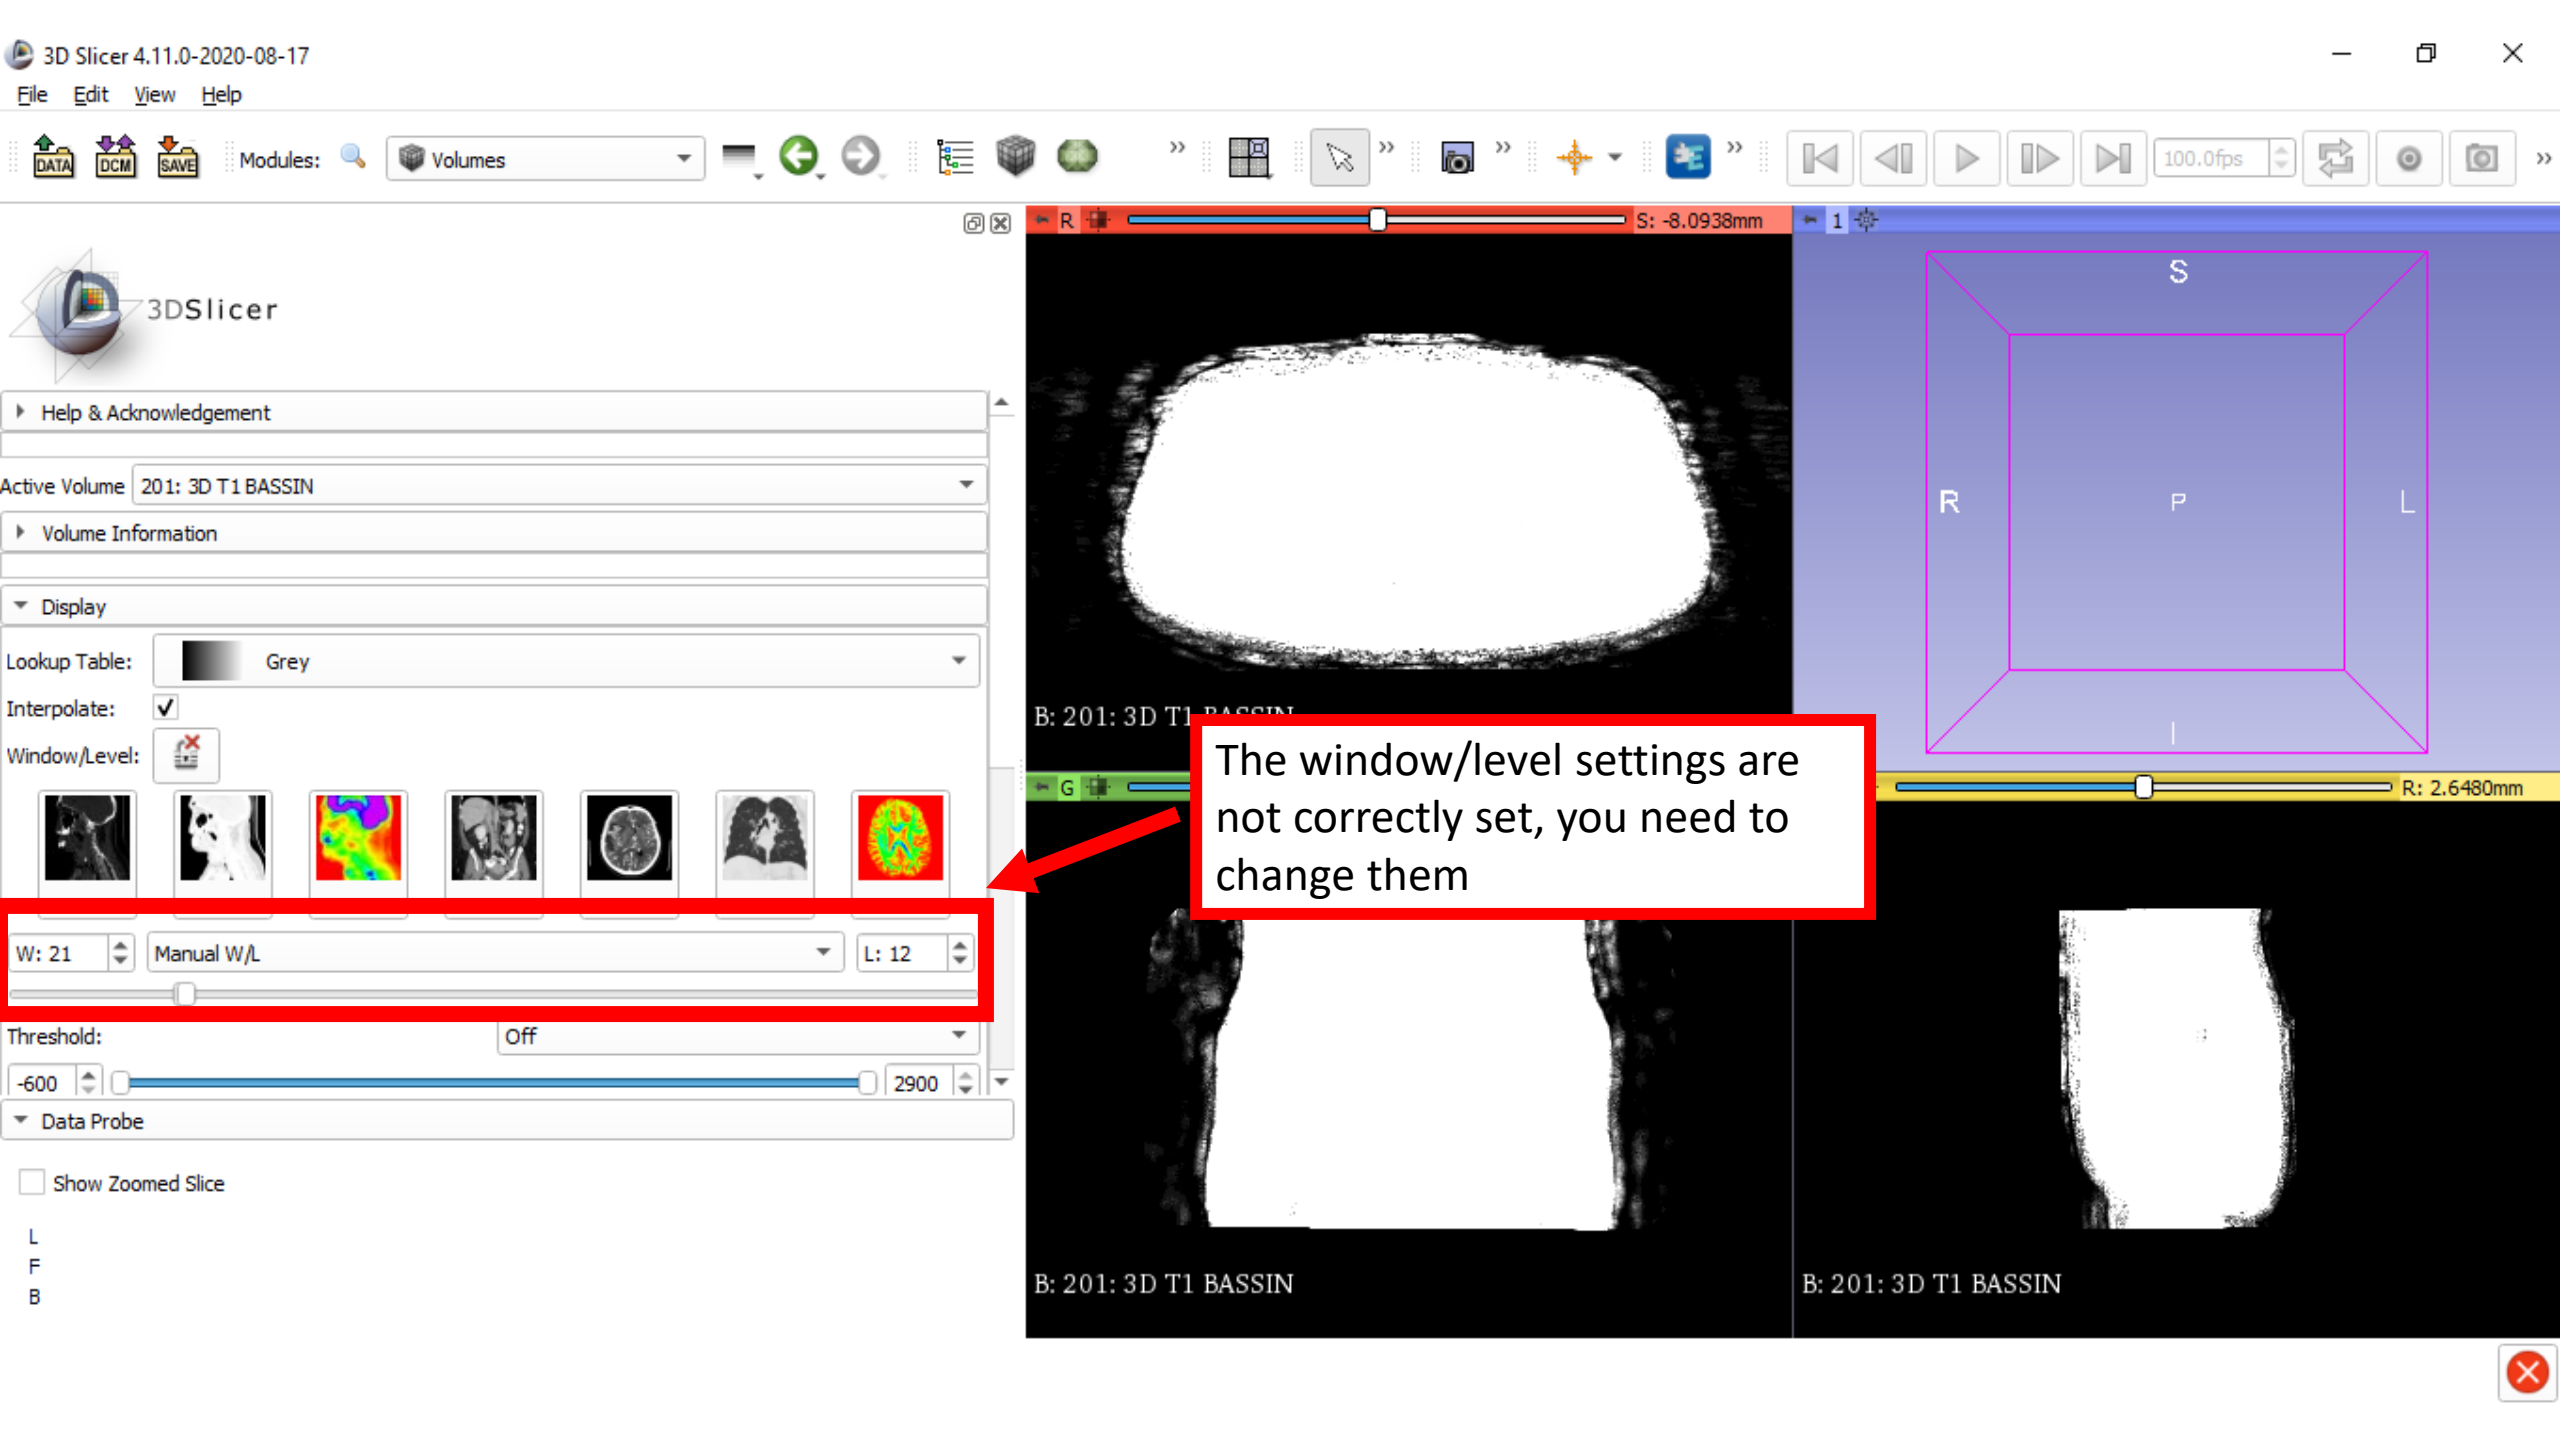 3D Slicer 4.11.0-2020-08-17
File Edit View Help
DATA DCM SAVE Modules: Volumes 100.0fps
R S: -8.0938mm 1
3DSlicer
S
R P L
I
Help & Acknowledgement
Active Volume 201: 3D T1 BASSIN
Volume Information
Display
Lookup Table: Grey
Interpolate:
Window/Level:
W: 21 Manual W/L L: 12
Threshold: Off
-600 2900
Data Probe
Show Zoomed Slice
L
F
B
B: 201: 3D T1 BASSIN
The window/level settings are
not correctly set, you need to
change them
G
R: 2.6480mm
B: 201: 3D T1 BASSIN
B: 201: 3D T1 BASSIN